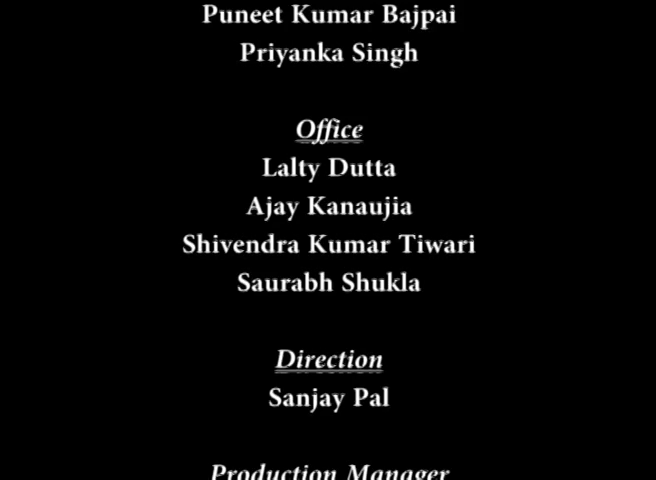 Puneet Kumar Bajpai
Priyanka Singh
Office
Lalty Dutta
Ajay Kanaujia
Shivendra Kumar Tiwari
Saurabh Shukla
Direction
Sanjay Pal
Production Manager